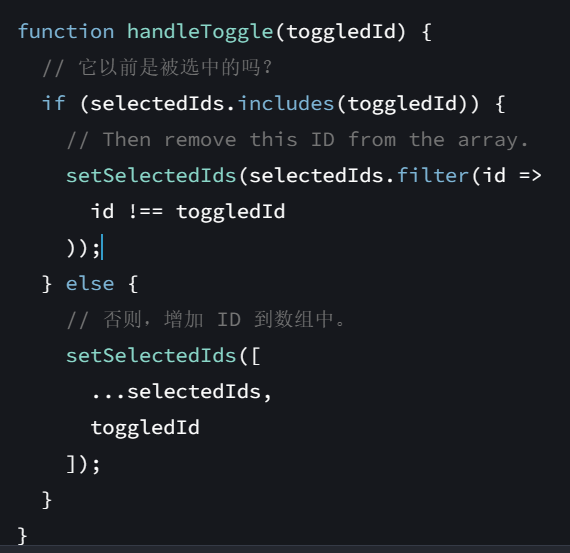 function handleToggle(toggledId) {
// 它以前是被选中的吗?
if (selectedIds.includes(toggledId)) {
// Then remove this ID from the array.
setSelectedIds(selectedIds.filter(id =>
id !== toggledId
));
} else {
// 否则，增加 ID 到数组中。
setSelectedIds([
...selectedIds,
toggledId
]);
}
}